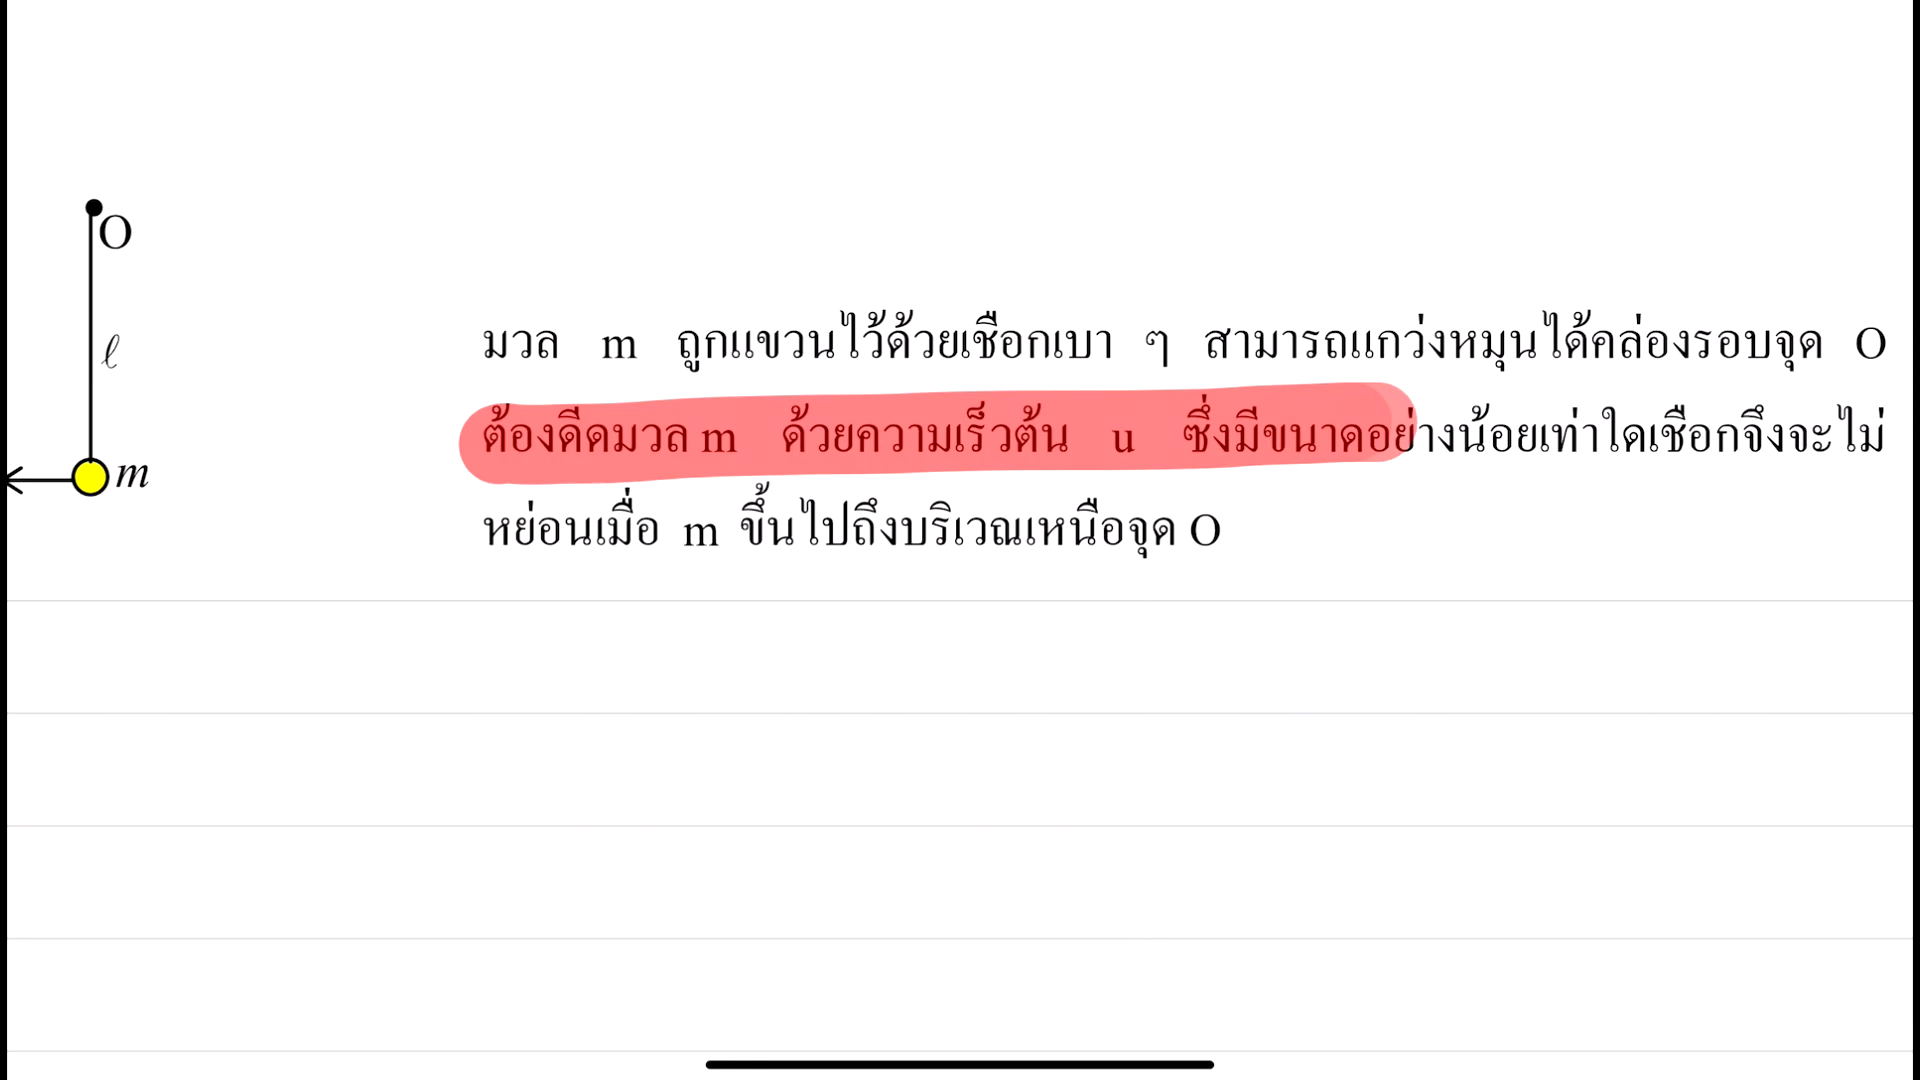 O
ℓ
m
มวล m ถูกแขวนไว้ด้วยเชือกเบา ๆ สามารถแกว่งหมุนได้คล่องรอบจุด O
ต้องดีดมวล m ด้วยความเร็วต้น u ซึ่งมีขนาดอย่างน้อยเท่าใดเชือกจึงจะไม่
หย่อนเมื่อ m ขึ้นไปถึงบริเวณเหนือจุด O